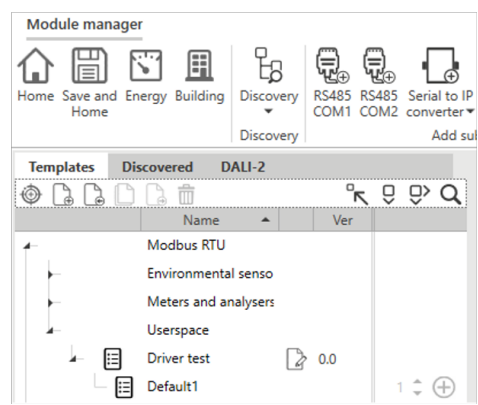 Module manager
Home Save and Home Energy Building Discovery RS485 COM1 RS485 COM2 Serial to IP converter
Discovery Add sul
Templates Discovered DALI-2
Name Ver
Modbus RTU
Environmental senso
Meters and analysers
Userspace
Driver test 0.0
Default1 1